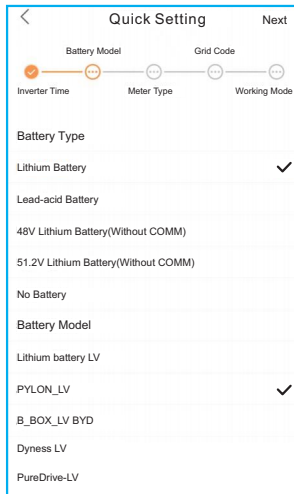 Quick Setting Next
Battery Model Grid Code
Inverter Time Meter Type Working Mode
Battery Type
Lithium Battery
Lead-acid Battery
48V Lithium Battery(Without COMM)
51.2V Lithium Battery(Without COMM)
No Battery
Battery Model
Lithium battery LV
PYLON_LV
B_BOX_LV BYD
Dyness LV
PureDrive-LV